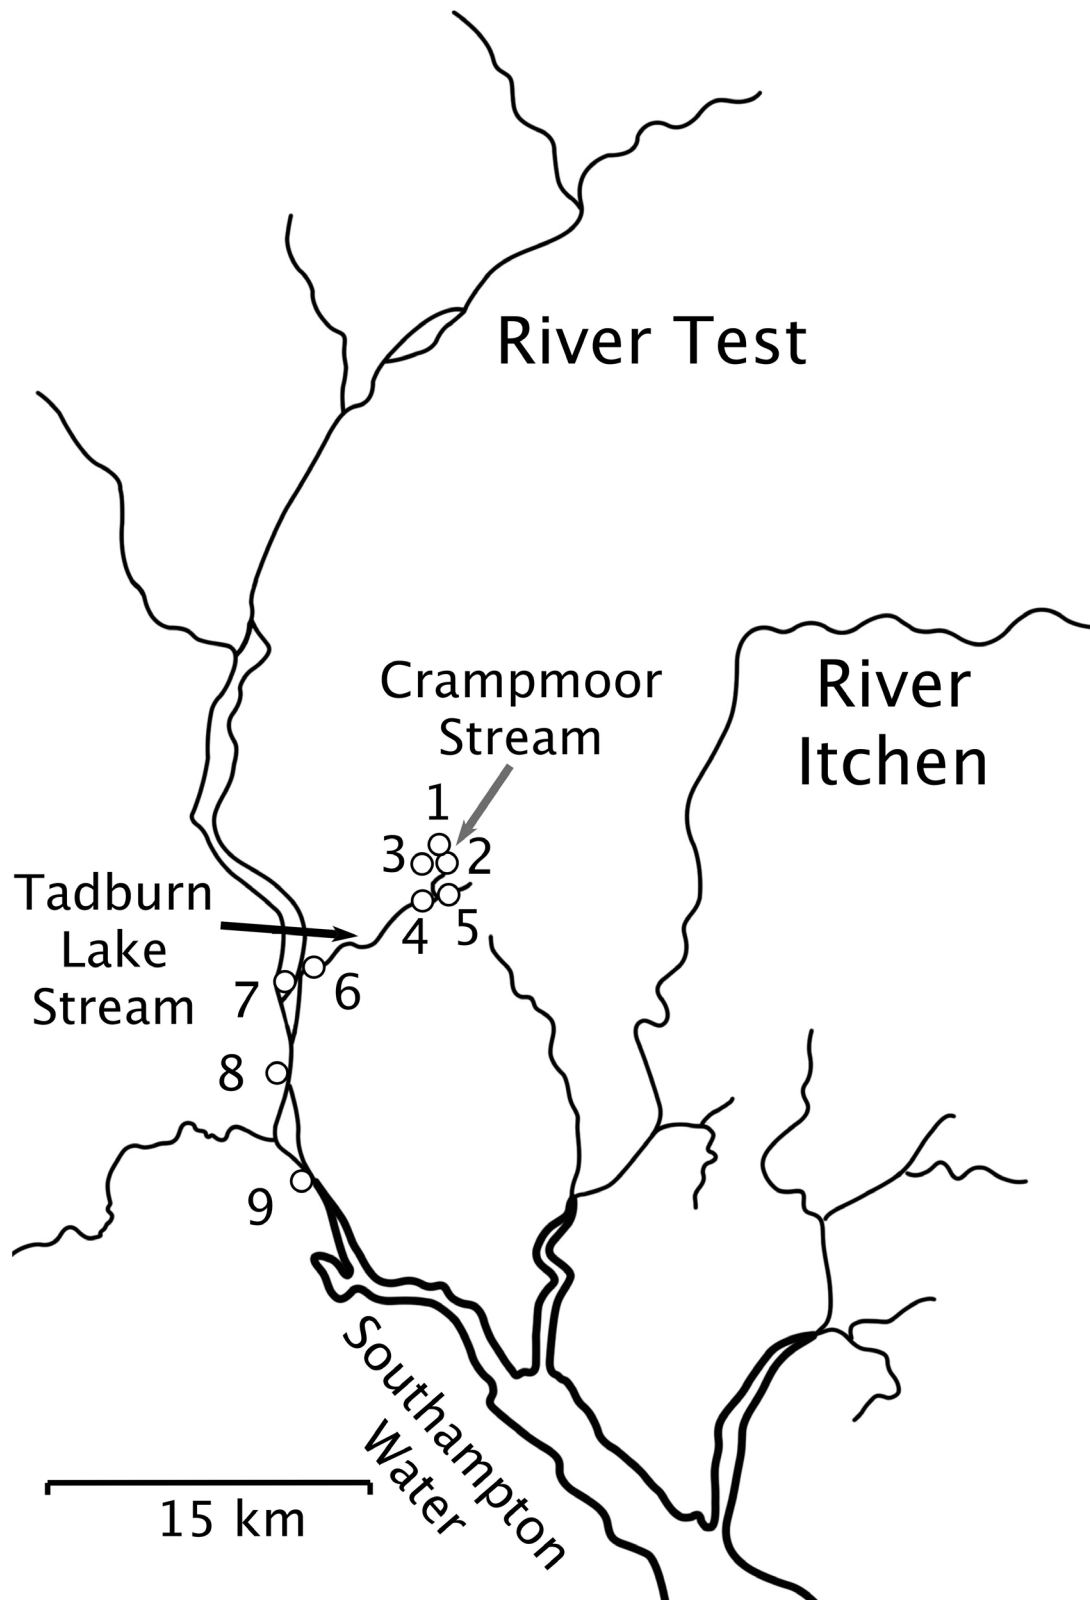 River Test
Crampmoor
Stream
River
Itchen
1
3
2
Tadburn
Lake
Stream
4
5
6
7
8
9
Southampton
Water
15 km